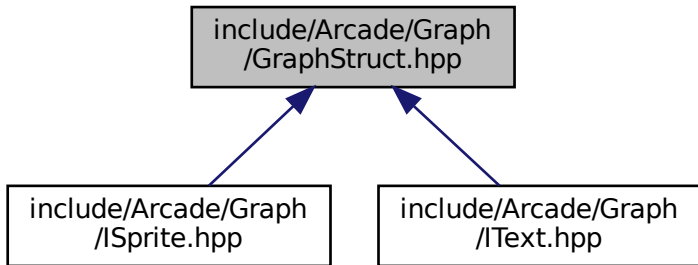 include/Arcade/Graph
/GraphStruct.hpp
include/Arcade/Graph
/ISprite.hpp
include/Arcade/Graph
/IText.hpp